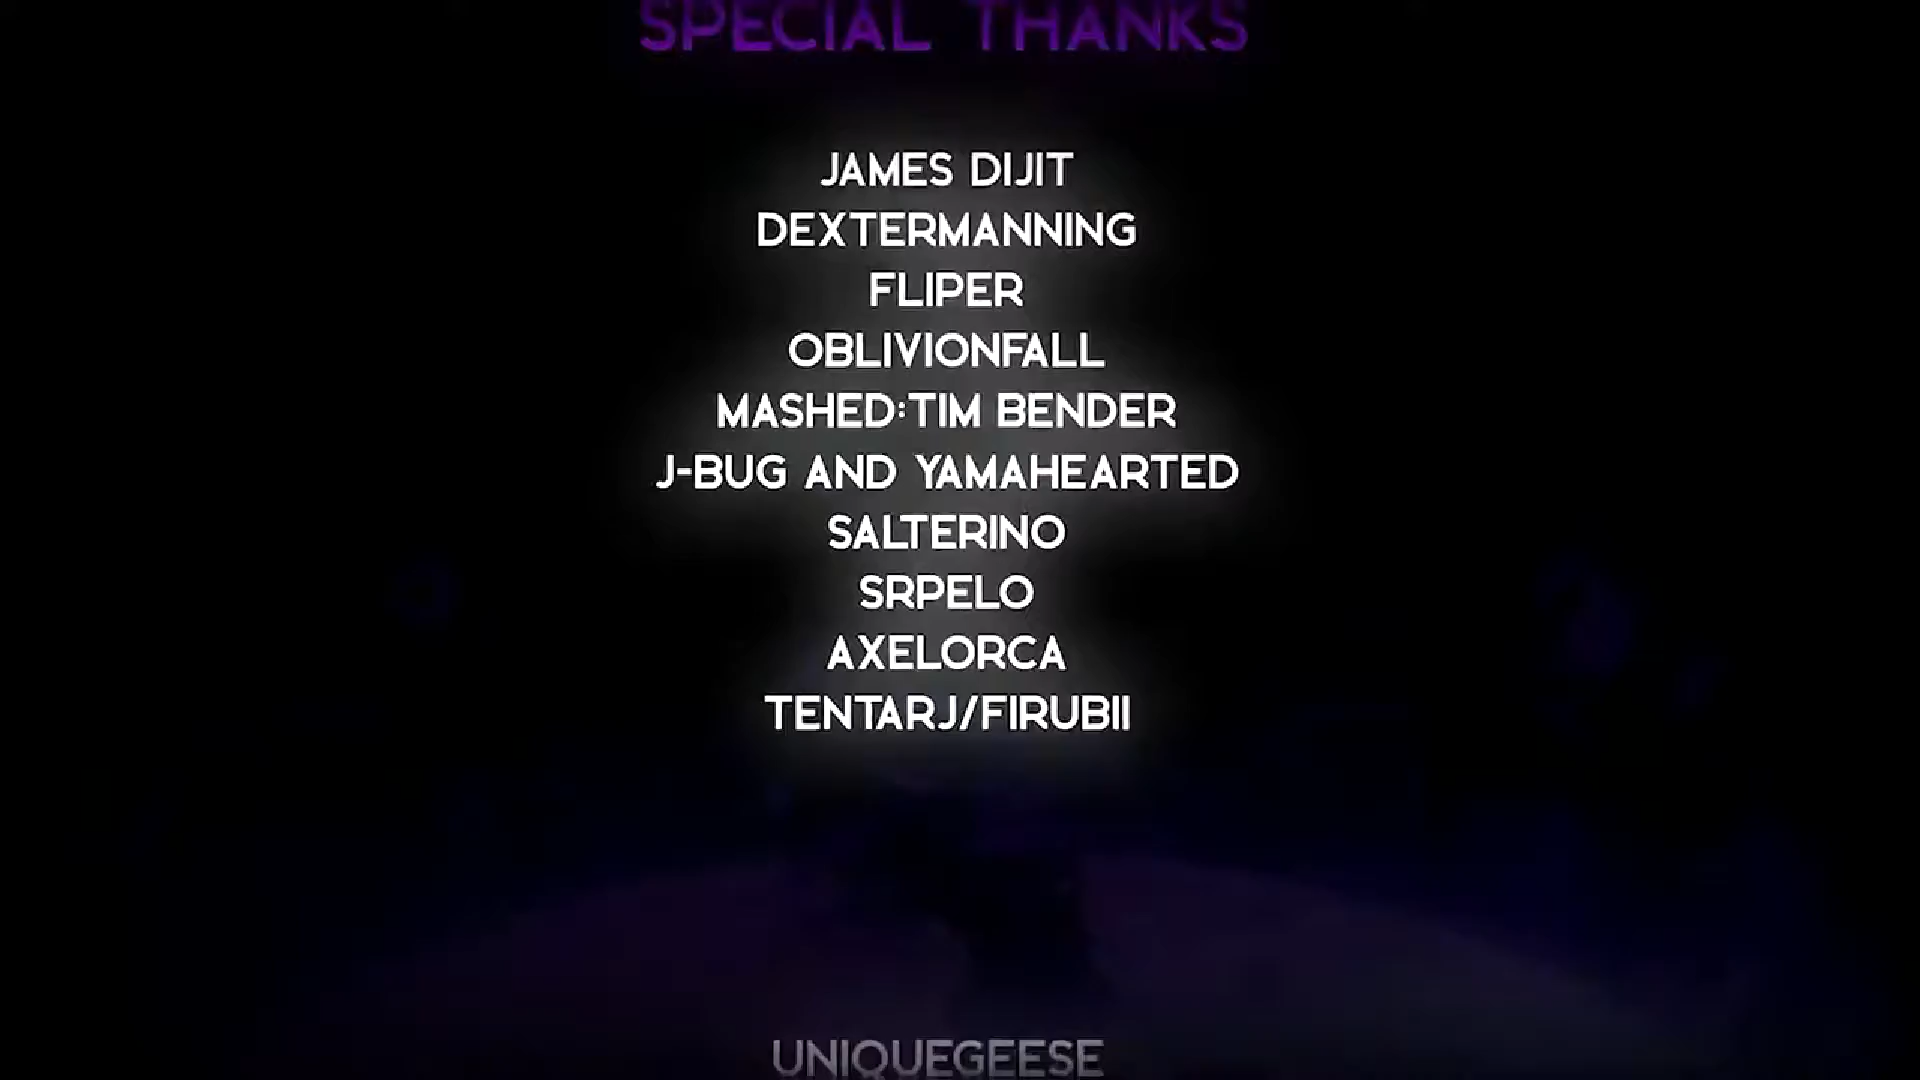 SPECIAL THANKS
JAMES DIJIT
DEXTERMANNING
FLIPER
OBLIVIONFALL
MASHED:TIM BENDER
J-BUG AND YAMAHEARTED
SALTERINO
SRPELO
AXELORCA
TENTARJ/FIRUBII
UNIQUEGEESE